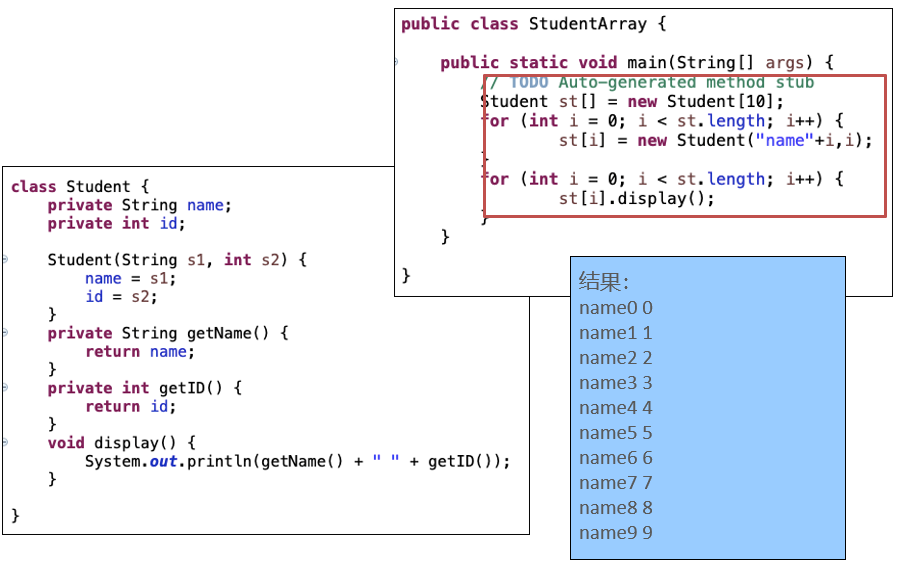 public class StudentArray {
public static void main(String[] args) {
// TODO Auto-generated method stub
Student st[] = new Student[10];
for (int i = 0; i < st.length; i++) {
st[i] = new Student("name"+i,i);
}
for (int i = 0; i < st.length; i++) {
st[i].display();
}
}
}
class Student {
private String name;
private int id;
Student(String s1, int s2) {
name = s1;
id = s2;
}
private String getName() {
return name;
}
private int getID() {
return id;
}
void display() {
System.out.println(getName() + " " + getID());
}
}
结果:
name0 0
name1 1
name2 2
name3 3
name4 4
name5 5
name6 6
name7 7
name8 8
name9 9